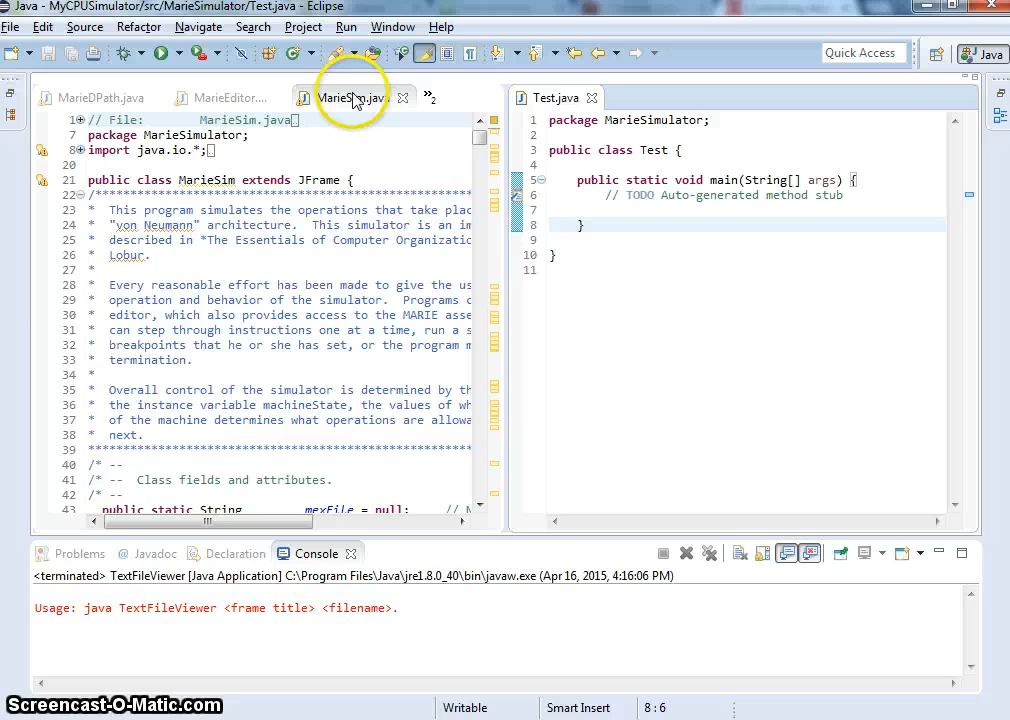 Java - MyCPUSimulator/src/MarieSimulator/Test.java - Eclipse
File Edit Source Refactor Navigate Search Project Run Window Help
Quick Access Java
MarieDPath.java MarieEditor.... MarieSim.java »2
1 // File: MarieSim.java
7 package MarieSimulator;
8 import java.io.*;
20
21 public class MarieSim extends JFrame {
22 /******************************************************
23 * This program simulates the operations that take plac
24 * "von Neumann" architecture. This simulator is an im
25 * described in *The Essentials of Computer Organizatio
26 * Lobur.
27 *
28 * Every reasonable effort has been made to give the us
29 * operation and behavior of the simulator. Programs c
30 * editor, which also provides access to the MARIE asse
31 * can step through instructions one at a time, run a s
32 * breakpoints that he or she has set, or the program m
33 * termination.
34 *
35 * Overall control of the simulator is determined by th
36 * the instance variable machineState, the values of wh
37 * of the machine determines what operations are allowa
38 * next.
39 *******************************************************
40 /* --
41 /* -- Class fields and attributes.
42 /* --
43 public static String mexFile = null; //
Test.java
1 package MarieSimulator;
2
3 public class Test {
4
5 public static void main(String[] args) {
6 // TODO Auto-generated method stub
7
8 }
9
10 }
11
Problems @ Javadoc Declaration Console
<terminated> TextFileViewer [Java Application] C:\Program Files\Java\jre1.8.0_40\bin\javaw.exe (Apr 16, 2015, 4:16:06 PM)
Usage: java TextFileViewer <frame title> <filename>.
Screencast-O-Matic.com
Writable Smart Insert 8 : 6